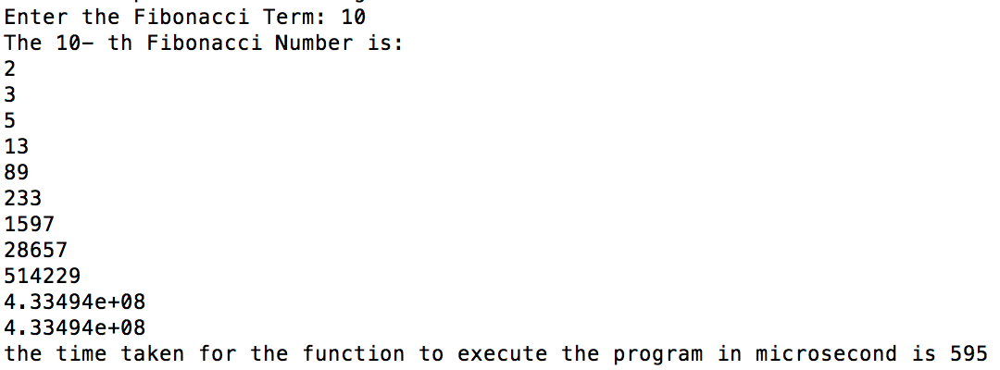 Enter the Fibonacci Term: 10
The 10- th Fibonacci Number is:
2
3
5
13
89
233
1597
28657
514229
4.33494e+08
4.33494e+08
the time taken for the function to execute the program in microsecond is 595